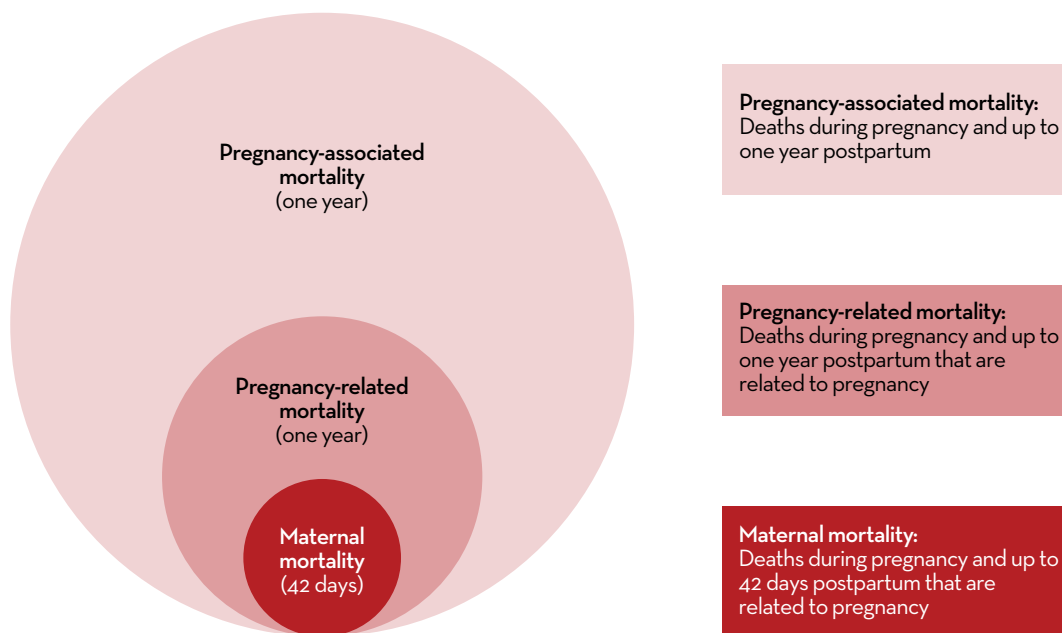 Pregnancy-associated
mortality
(one year)
Pregnancy-related
mortality
(one year)
Maternal
mortality
(42 days)
Pregnancy-associated mortality:
Deaths during pregnancy and up to
one year postpartum
Pregnancy-related mortality:
Deaths during pregnancy and up to
one year postpartum that are
related to pregnancy
Maternal mortality:
Deaths during pregnancy and up to
42 days postpartum that are
related to pregnancy